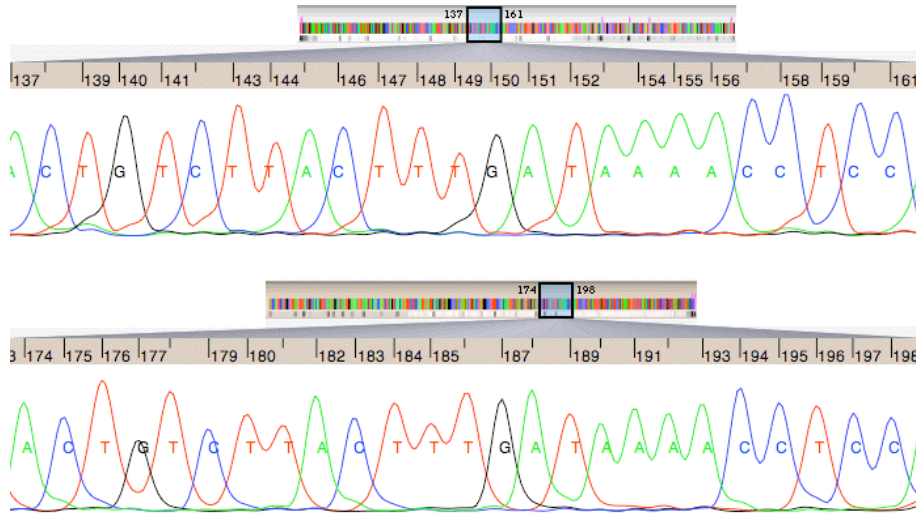 137 161
137 139 140 141 143 144 146 147 148 149 150 151 152 154 155 156 158 159 161
A C T G T C T T A C T T T G A T A A A A C C T C C
174 198
3 174 175 176 177 179 180 182 183 184 185 187 189 191 193 194 195 196 197 198
A C T G T C T T A C T T T G A T A A A A C C T C C